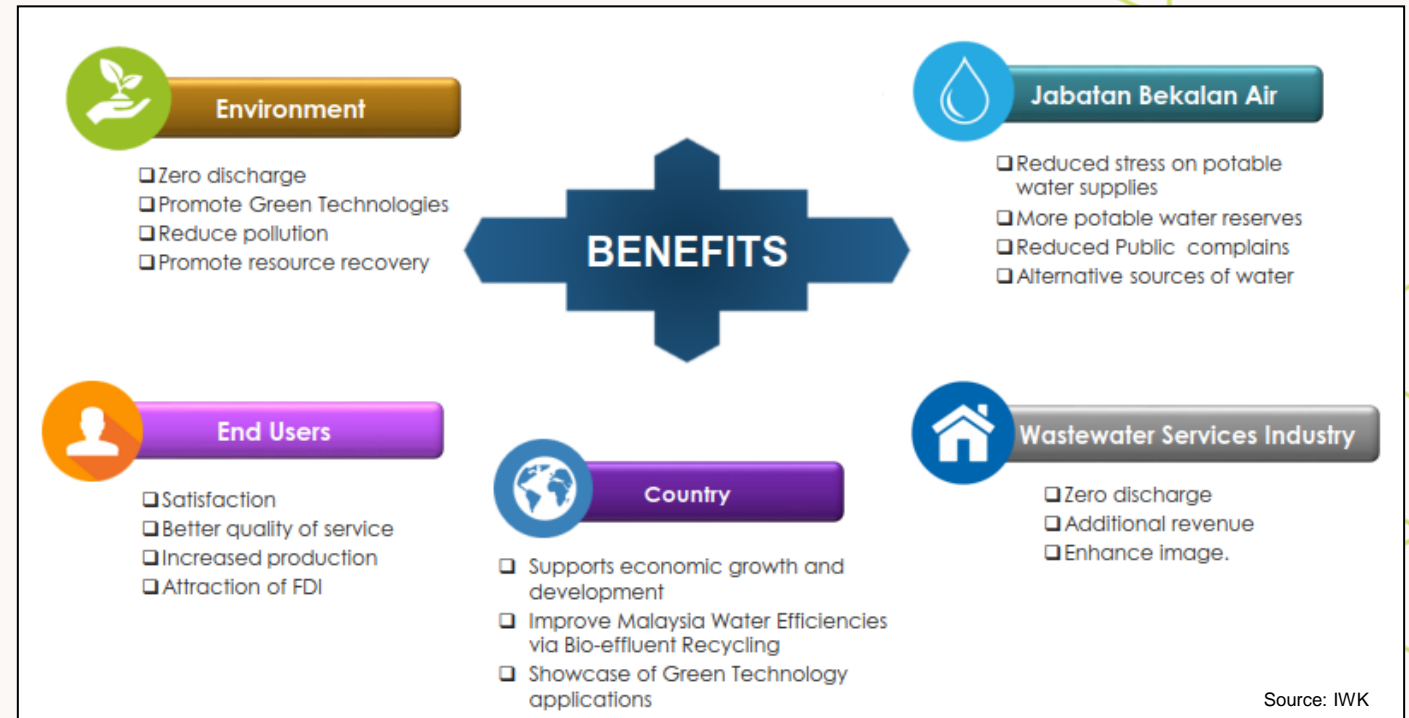 Environment
❑Zero discharge
❑Promote Green Technologies
❑Reduce pollution
❑Promote resource recovery
BENEFITS
Jabatan Bekalan Air
❑Reduced stress on potable
water supplies
❑More potable water reserves
❑Reduced Public complains
❑Alternative sources of water
End Users
❑Satisfaction
❑Better quality of service
❑Increased production
❑Attraction of FDI
Country
❑ Supports economic growth and
development
❑ Improve Malaysia Water Efficiencies
via Bio-effluent Recycling
❑ Showcase of Green Technology
applications
Wastewater Services Industry
❑Zero discharge
❑Additional revenue
❑Enhance image.
Source: IWK